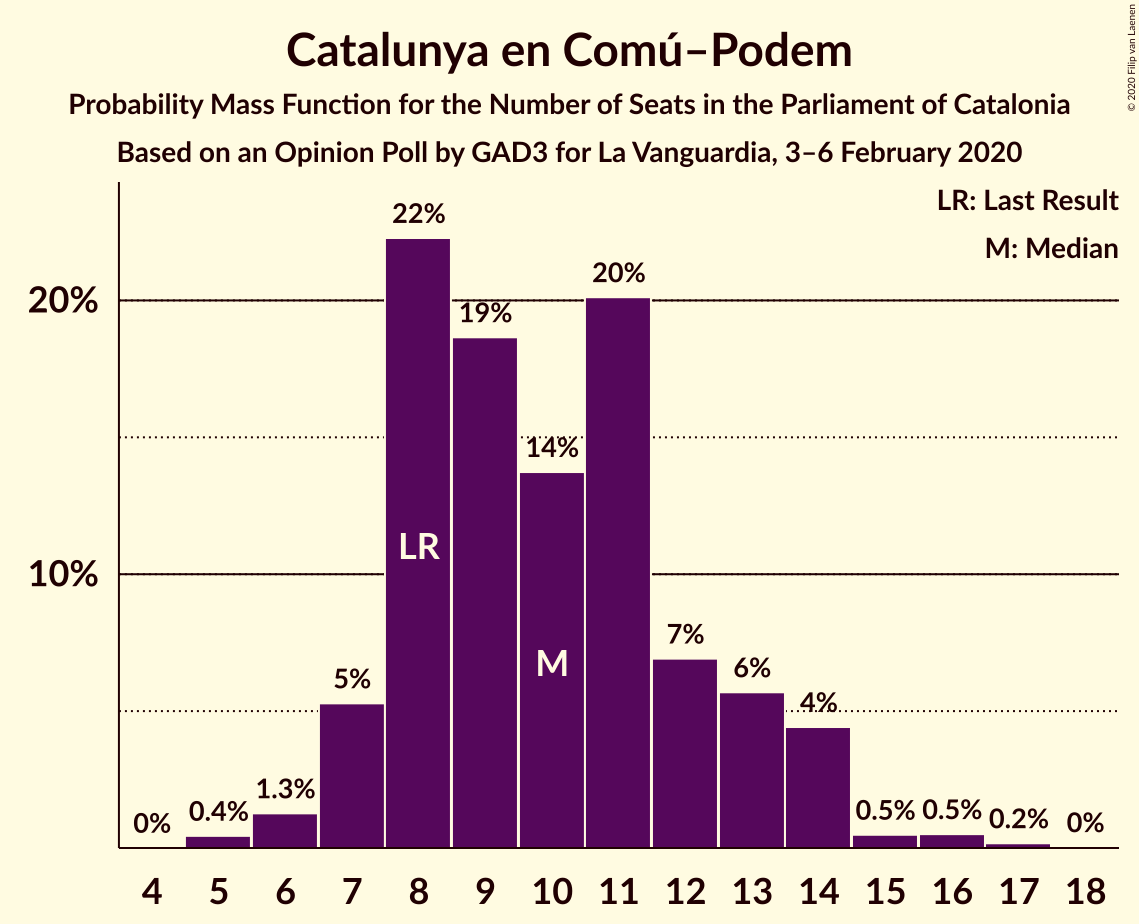 Catalunya en Comú–Podem
Probability Mass Function for the Number of Seats in the Parliament of Catalonia
Based on an Opinion Poll by GAD3 for La Vanguardia, 3–6 February 2020
© 2020 Filip van Laenen
LR: Last Result
M: Median
22%
20%
20%
19%
14%
LR
10%
7%
M
6%
5%
4%
1.3%
0.4%
0.5%
0.5%
0.2%
0%
0%
4 5 6 7 8 9 10 11 12 13 14 15 16 17 18